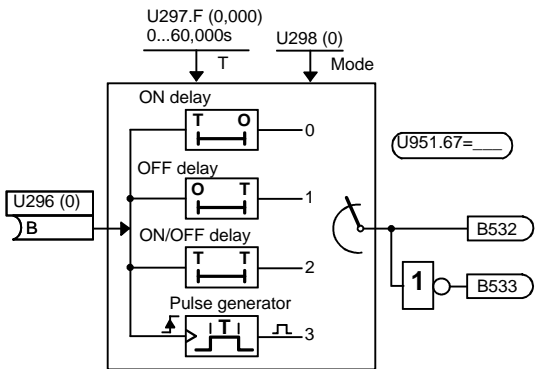 U297.F (0,000)
0...60,000s
T
U298 (0)
Mode
ON delay
T O
0
OFF delay
O T
1
ON/OFF delay
T T
2
Pulse generator
T
3
U296 (0)
B
U951.67=___
B532
1
B533